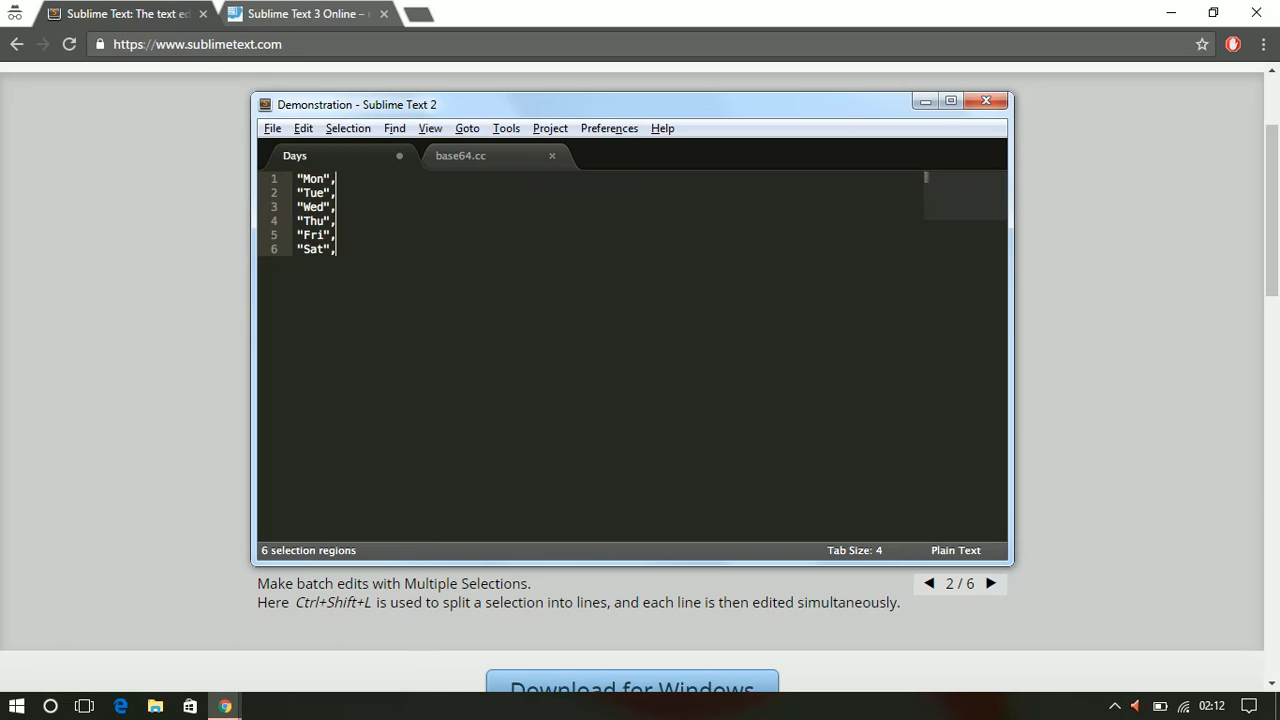 Sublime Text: The text ed
Sublime Text 3 Online –
https://www.sublimetext.com
Demonstration - Sublime Text 2
File Edit Selection Find View Goto Tools Project Preferences Help
Days base64.cc
1 "Mon",
2 "Tue",
3 "Wed",
4 "Thu",
5 "Fri",
6 "Sat",
6 selection regions Tab Size: 4 Plain Text
Make batch edits with Multiple Selections. 2 / 6
Here Ctrl+Shift+L is used to split a selection into lines, and each line is then edited simultaneously.
Download for Windows
02:12